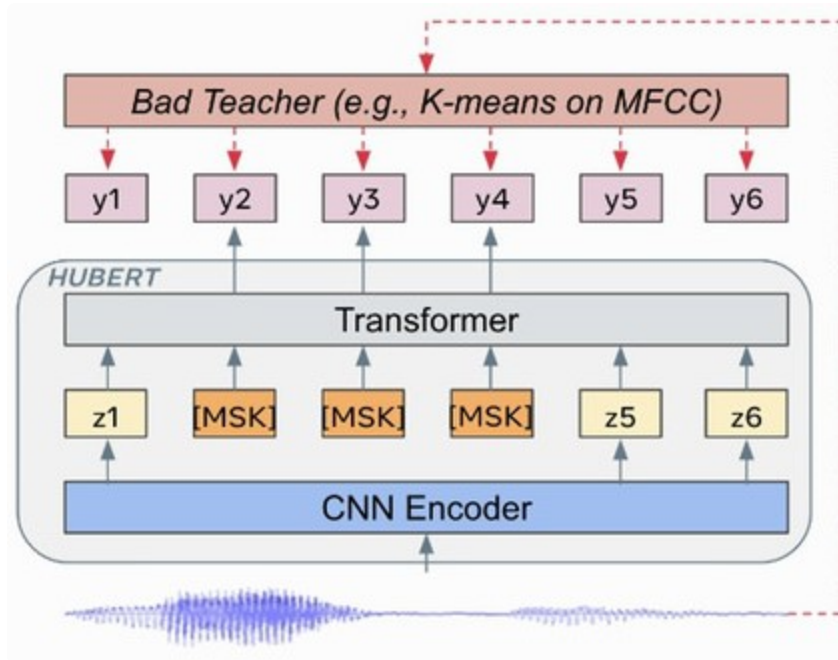 Bad Teacher (e.g., K-means on MFCC)
y1 y2 y3 y4 y5 y6
HUBERT
Transformer
z1 [MSK] [MSK] [MSK] z5 z6
CNN Encoder